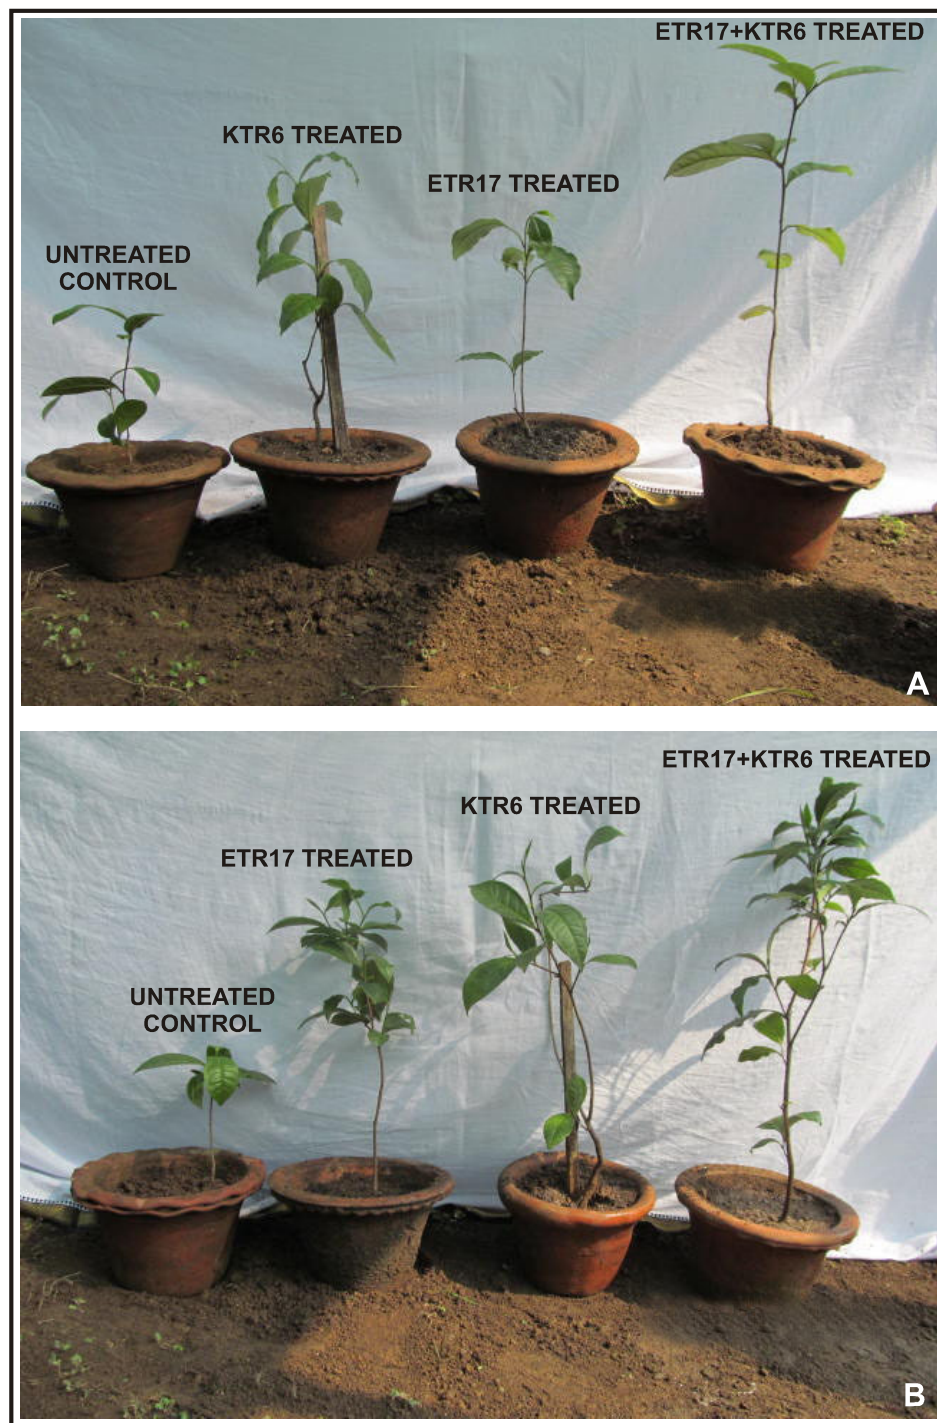 ETR17+KTR6 TREATED
KTR6 TREATED
ETR17 TREATED
UNTREATED
CONTROL
A
ETR17+KTR6 TREATED
KTR6 TREATED
ETR17 TREATED
UNTREATED
CONTROL
B